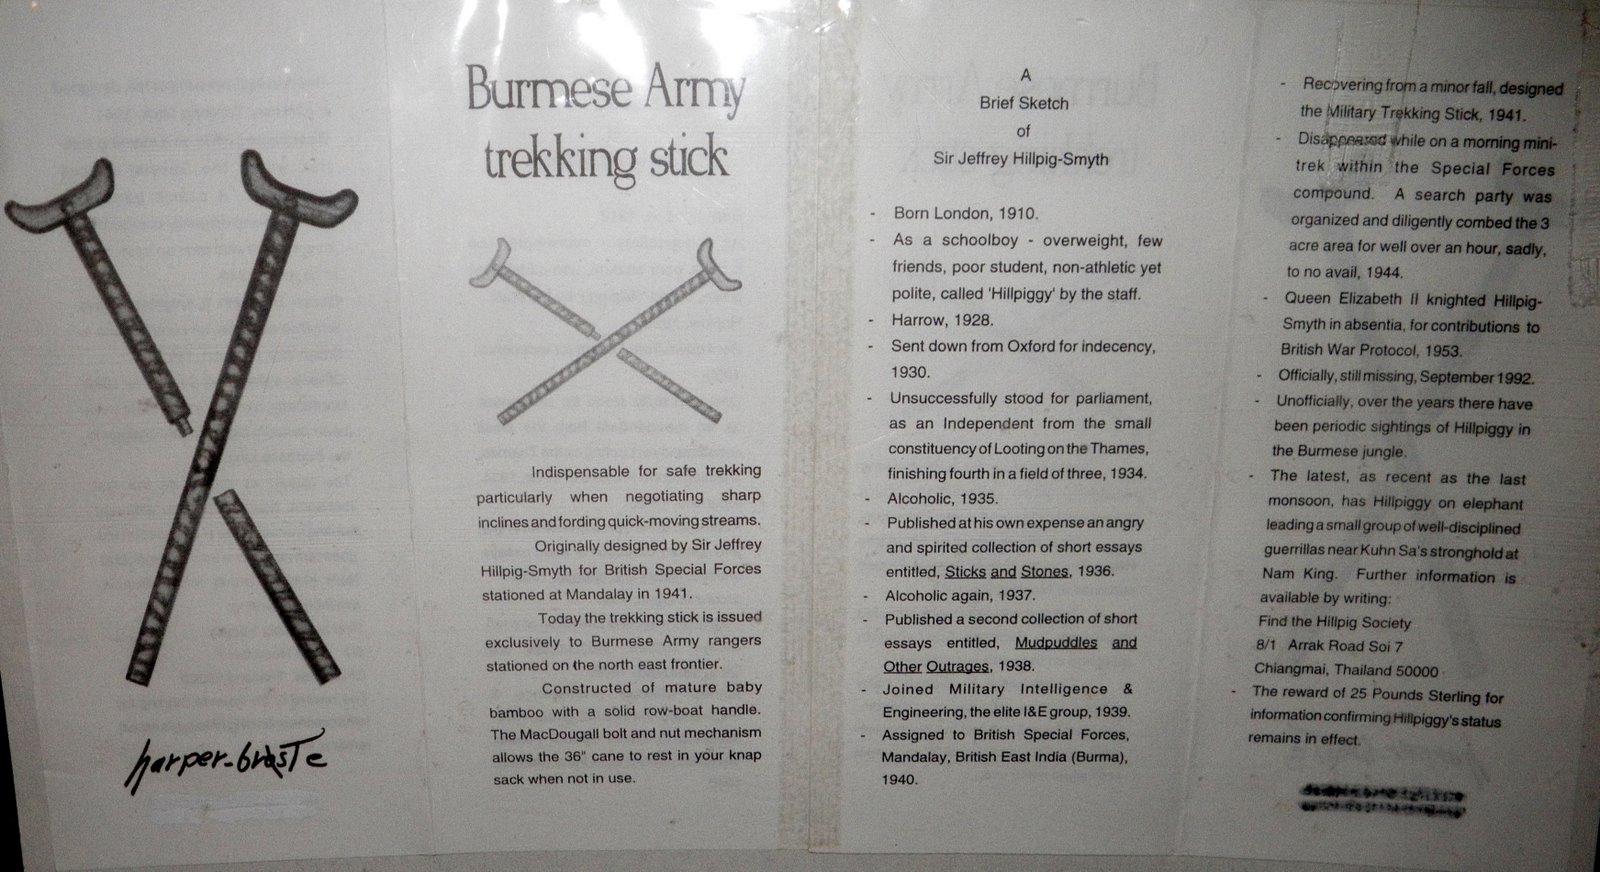 harper-braste
Burmese Army
trekking stick
Indispensable for safe trekking
particularly when negotiating sharp
inclines and fording quick-moving streams.
Originally designed by Sir Jeffrey
Hillpig-Smyth for British Special Forces
stationed at Mandalay in 1941.
Today the trekking stick is issued
exclusively to Burmese Army rangers
stationed on the north east frontier.
Constructed of mature baby
bamboo with a solid row-boat handle.
The MacDougall bolt and nut mechanism
allows the 36" cane to rest in your knap
sack when not in use.
A
Brief Sketch
of
Sir Jeffrey Hillpig-Smyth
- Born London, 1910.
- As a schoolboy - overweight, few
friends, poor student, non-athletic yet
polite, called 'Hillpiggy' by the staff.
- Harrow, 1928.
- Sent down from Oxford for indecency,
1930.
- Unsuccessfully stood for parliament,
as an Independent from the small
constituency of Looting on the Thames,
finishing fourth in a field of three, 1934.
- Alcoholic, 1935.
- Published at his own expense an angry
and spirited collection of short essays
entitled, Sticks and Stones, 1936.
- Alcoholic again, 1937.
- Published a second collection of short
essays entitled, Mudpuddles and
Other Outrages, 1938.
- Joined Military Intelligence &
Engineering, the elite I&E group, 1939.
- Assigned to British Special Forces,
Mandalay, British East India (Burma),
1940.
- Recovering from a minor fall, designed
the Military Trekking Stick, 1941.
- Disappeared while on a morning mini-
trek within the Special Forces
compound. A search party was
organized and diligently combed the 3
acre area for well over an hour, sadly,
to no avail, 1944.
- Queen Elizabeth II knighted Hillpig-
Smyth in absentia, for contributions to
British War Protocol, 1953.
- Officially, still missing, September 1992.
- Unofficially, over the years there have
been periodic sightings of Hillpiggy in
the Burmese jungle.
- The latest, as recent as the last
monsoon, has Hillpiggy on elephant
leading a small group of well-disciplined
guerrillas near Kuhn Sa's stronghold at
Nam King. Further information is
available by writing:
Find the Hillpig Society
8/1 Arrak Road Soi 7
Chiangmai, Thailand 50000
- The reward of 25 Pounds Sterling for
information confirming Hillpiggy's status
remains in effect.